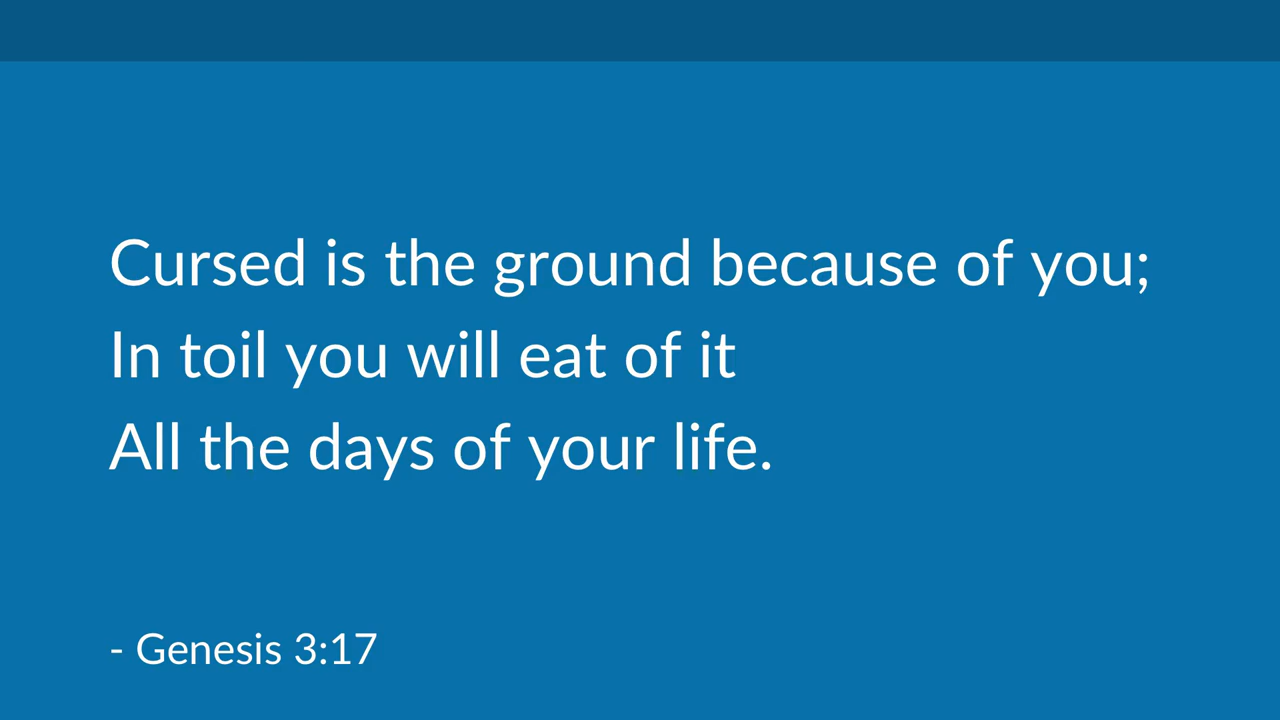 Cursed is the ground because of you;
In toil you will eat of it
All the days of your life.
- Genesis 3:17